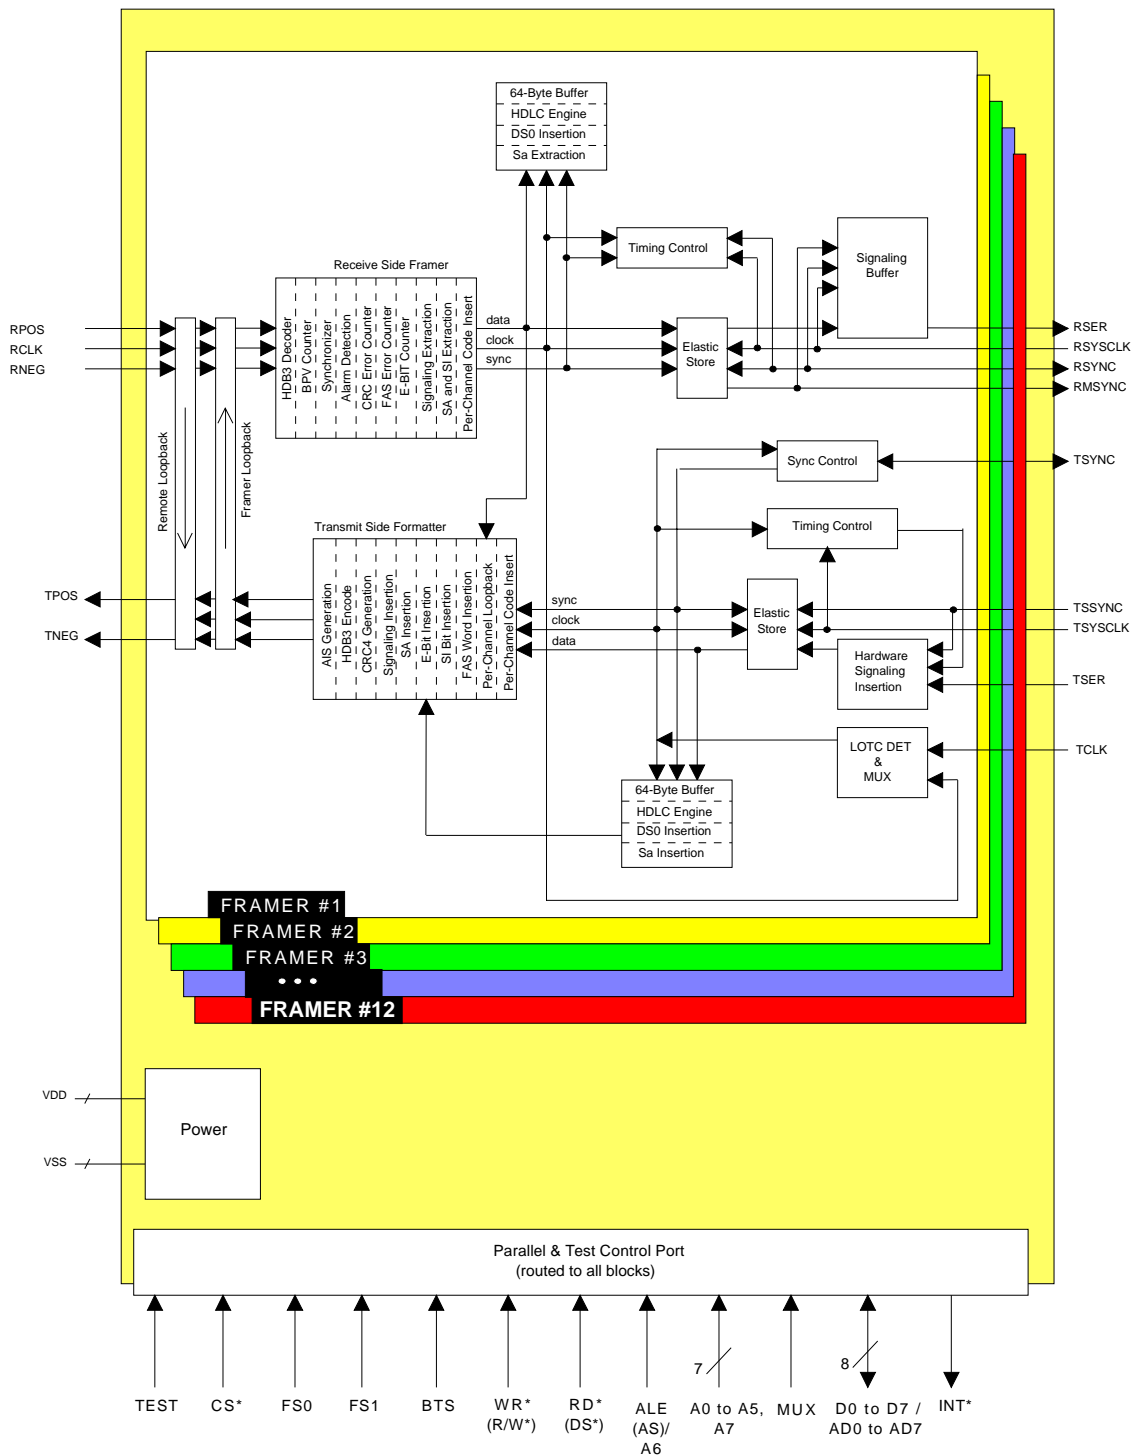 64-Byte Buffer
HDLC Engine
DS0 Insertion
Sa Extraction
Timing Control
Signaling
Buffer
Receive Side Framer
HDB3 Decoder
BPV Counter
Synchronizer
Alarm Detection
CRC Error Counter
FAS Error Counter
E-BIT Counter
Signaling Extraction
SA and SI Extraction
Per-Channel Code Insert
data
clock
sync
Elastic
Store
RPOS
RCLK
RNEG
RSER
RSYSCLK
RSYNC
RMSYNC
Remote Loopback
Framer Loopback
Sync Control
TSYNC
Timing Control
Transmit Side Formatter
AIS Generation
HDB3 Encode
CRC4 Generation
Signaling Insertion
SA Insertion
E-Bit Insertion
SI Bit Insertion
FAS Word Insertion
Per-Channel Loopback
Per-Channel Code Insert
sync
clock
data
Elastic
Store
TPOS
TNEG
TSSYNC
TSYSCLK
Hardware
Signaling
Insertion
TSER
LOTC DET
&
MUX
TCLK
64-Byte Buffer
HDLC Engine
DS0 Insertion
Sa Insertion
FRAMER #1
FRAMER #2
FRAMER #3
• • •
FRAMER #12
VDD
VSS
Power
Parallel & Test Control Port
(routed to all blocks)
7
8
TEST
CS*
FS0
FS1
BTS
WR*
(R/W*)
RD*
(DS*)
ALE
(AS)/
A6
A0 to A5,
A7
MUX
D0 to D7 /
AD0 to AD7
INT*